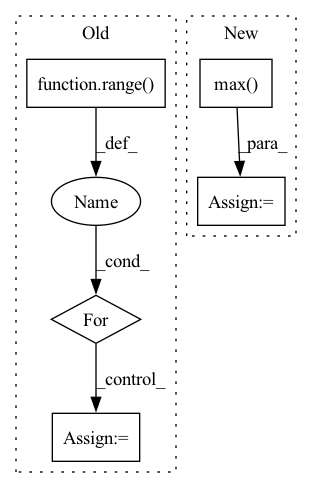 Old
New
function.range()
max()
_def_
_para_
Name
Assign:=
_cond_
For
_control_
Assign:=